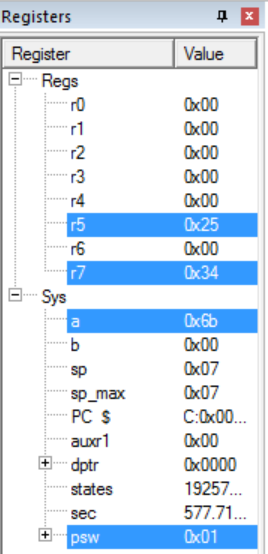 Registers
Register Value
Regs
r0 0x00
r1 0x00
r2 0x00
r3 0x00
r4 0x00
r5 0x25
r6 0x00
r7 0x34
Sys
a 0x6b
b 0x00
sp 0x07
sp_max 0x07
PC $ C:0x00...
auxr1 0x00
dptr 0x0000
states 19257...
sec 577.71...
psw 0x01